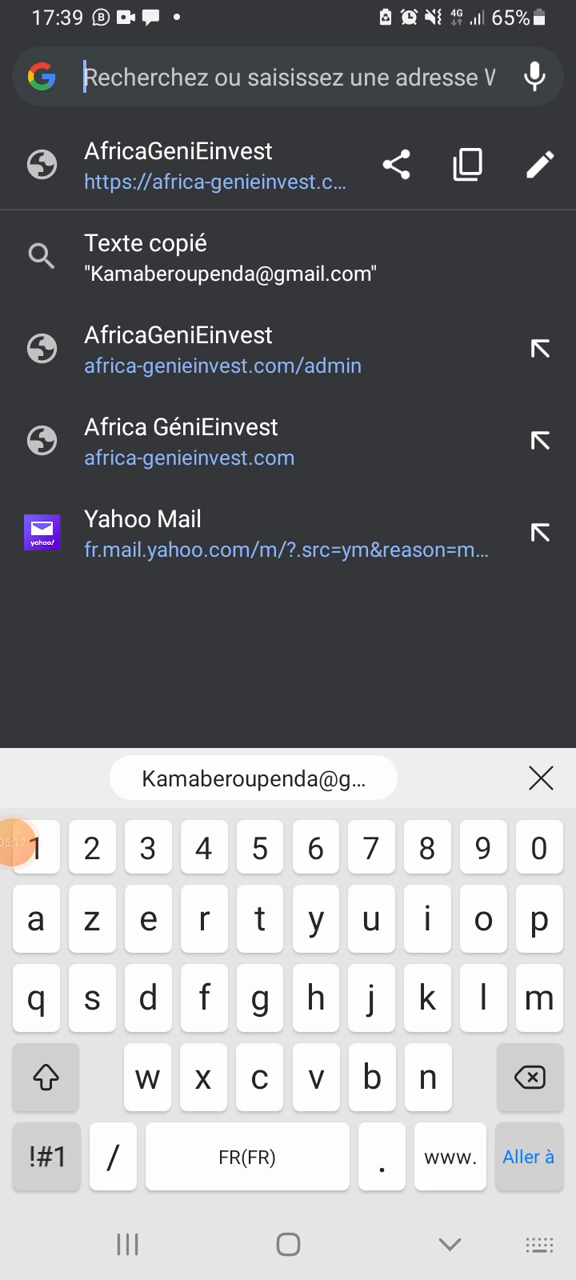 17:39
4G
65%
Recherchez ou saisissez une adresse W
AfricaGeniEinvest
https://africa-genieinvest.c...
Texte copié
"Kamaberoupenda@gmail.com"
AfricaGeniEinvest
africa-genieinvest.com/admin
Africa GéniEinvest
africa-genieinvest.com
Yahoo Mail
yahoo!
fr.mail.yahoo.com/m/?.src=ym&reason=m...
Kamaberoupenda@g...
05:12
1 2 3 4 5 6 7 8 9 0
a z e r t y u i o p
q s d f g h j k l m
w x c v b n
!#1 / FR(FR) . www. Aller à